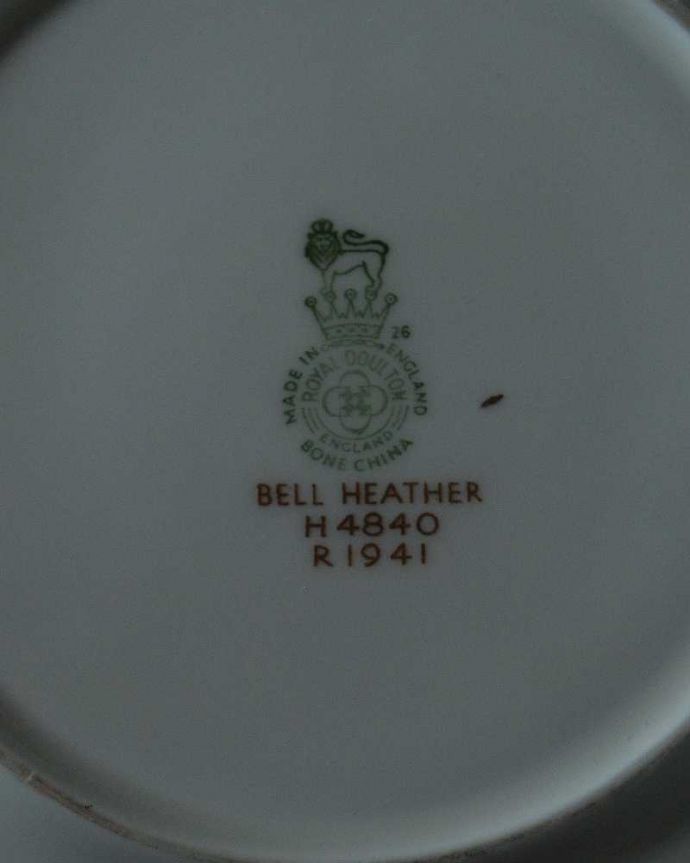 26
MADE IN ENGLAND
ROYAL DOULTON
ENGLAND
BONE CHINA
BELL HEATHER
H4840
R1941